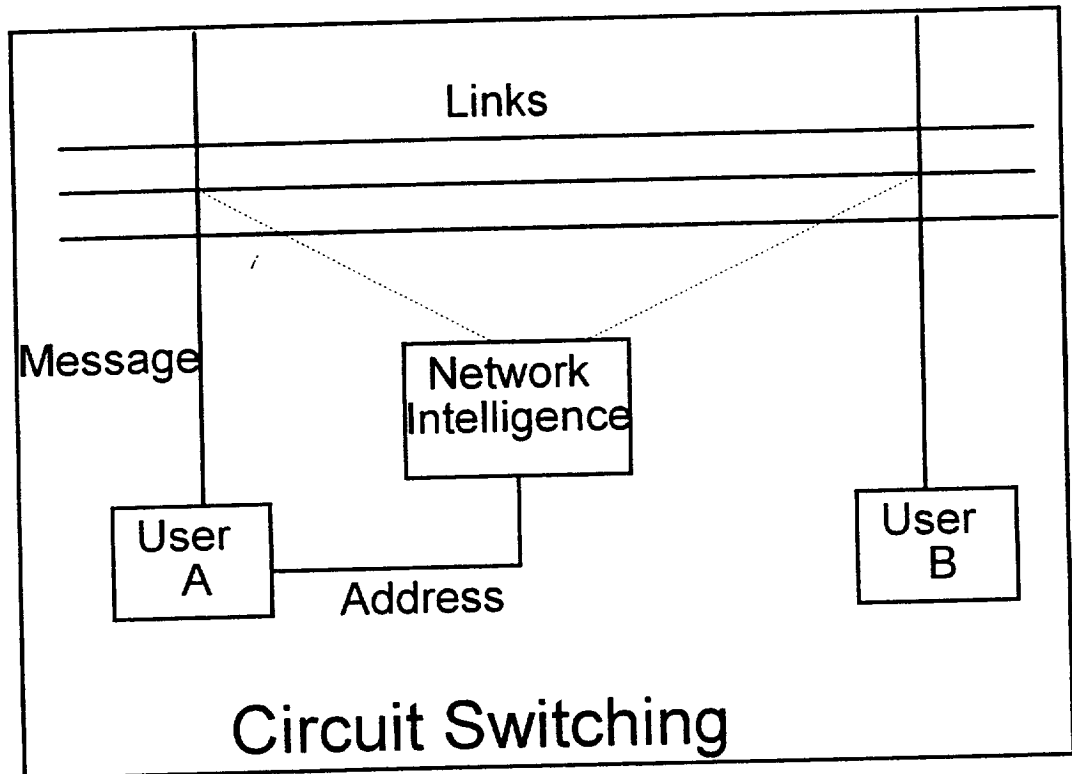 Links
Message
Network
Intelligence
User
A
Address
User
B
Circuit Switching